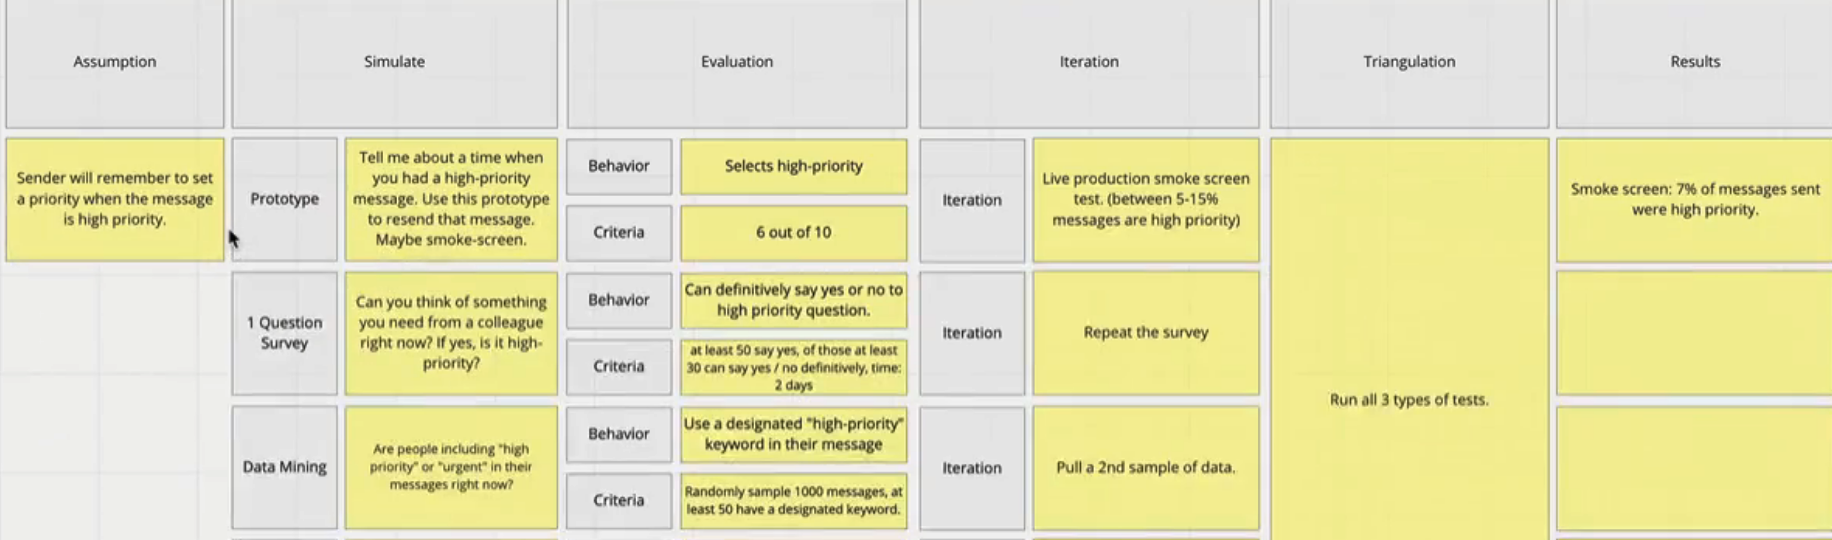 Assumption
Simulate
Evaluation
Iteration
Triangulation
Results
Sender will remember to set
a priority when the message
is high priority.
Prototype
Tell me about a time when
you had a high-priority
message. Use this prototype
to resend that message.
Maybe smoke-screen.
Behavior
Selects high-priority
Criteria
6 out of 10
Iteration
Live production smoke screen
test. (between 5-15%
messages are high priority)
Smoke screen: 7% of messages sent
were high priority.
1 Question
Survey
Can you think of something
you need from a colleague
right now? If yes, is it high-
priority?
Behavior
Can definitively say yes or no to
high priority question.
Criteria
at least 50 say yes, of those at least
30 can say yes / no definitively, time:
2 days
Iteration
Repeat the survey
Run all 3 types of tests.
Data Mining
Are people including "high
priority" or "urgent" in their
messages right now?
Behavior
Use a designated "high-priority"
keyword in their message
Criteria
Randomly sample 1000 messages, at
least 50 have a designated keyword.
Iteration
Pull a 2nd sample of data.